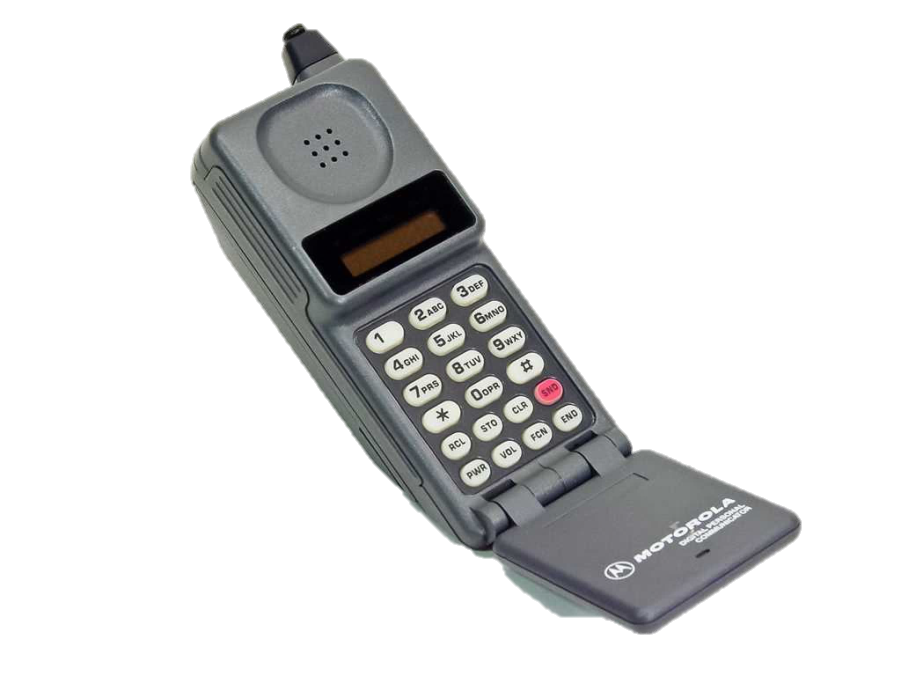 1 2ABC 3DEF
4GHI 5JKL 6MNO
7PRS 8TUV 9WXY
* 0OPR #
RCL STO CLR SND
PWR VOL FCN END
MOTOROLA
DIGITAL PERSONAL
COMMUNICATOR